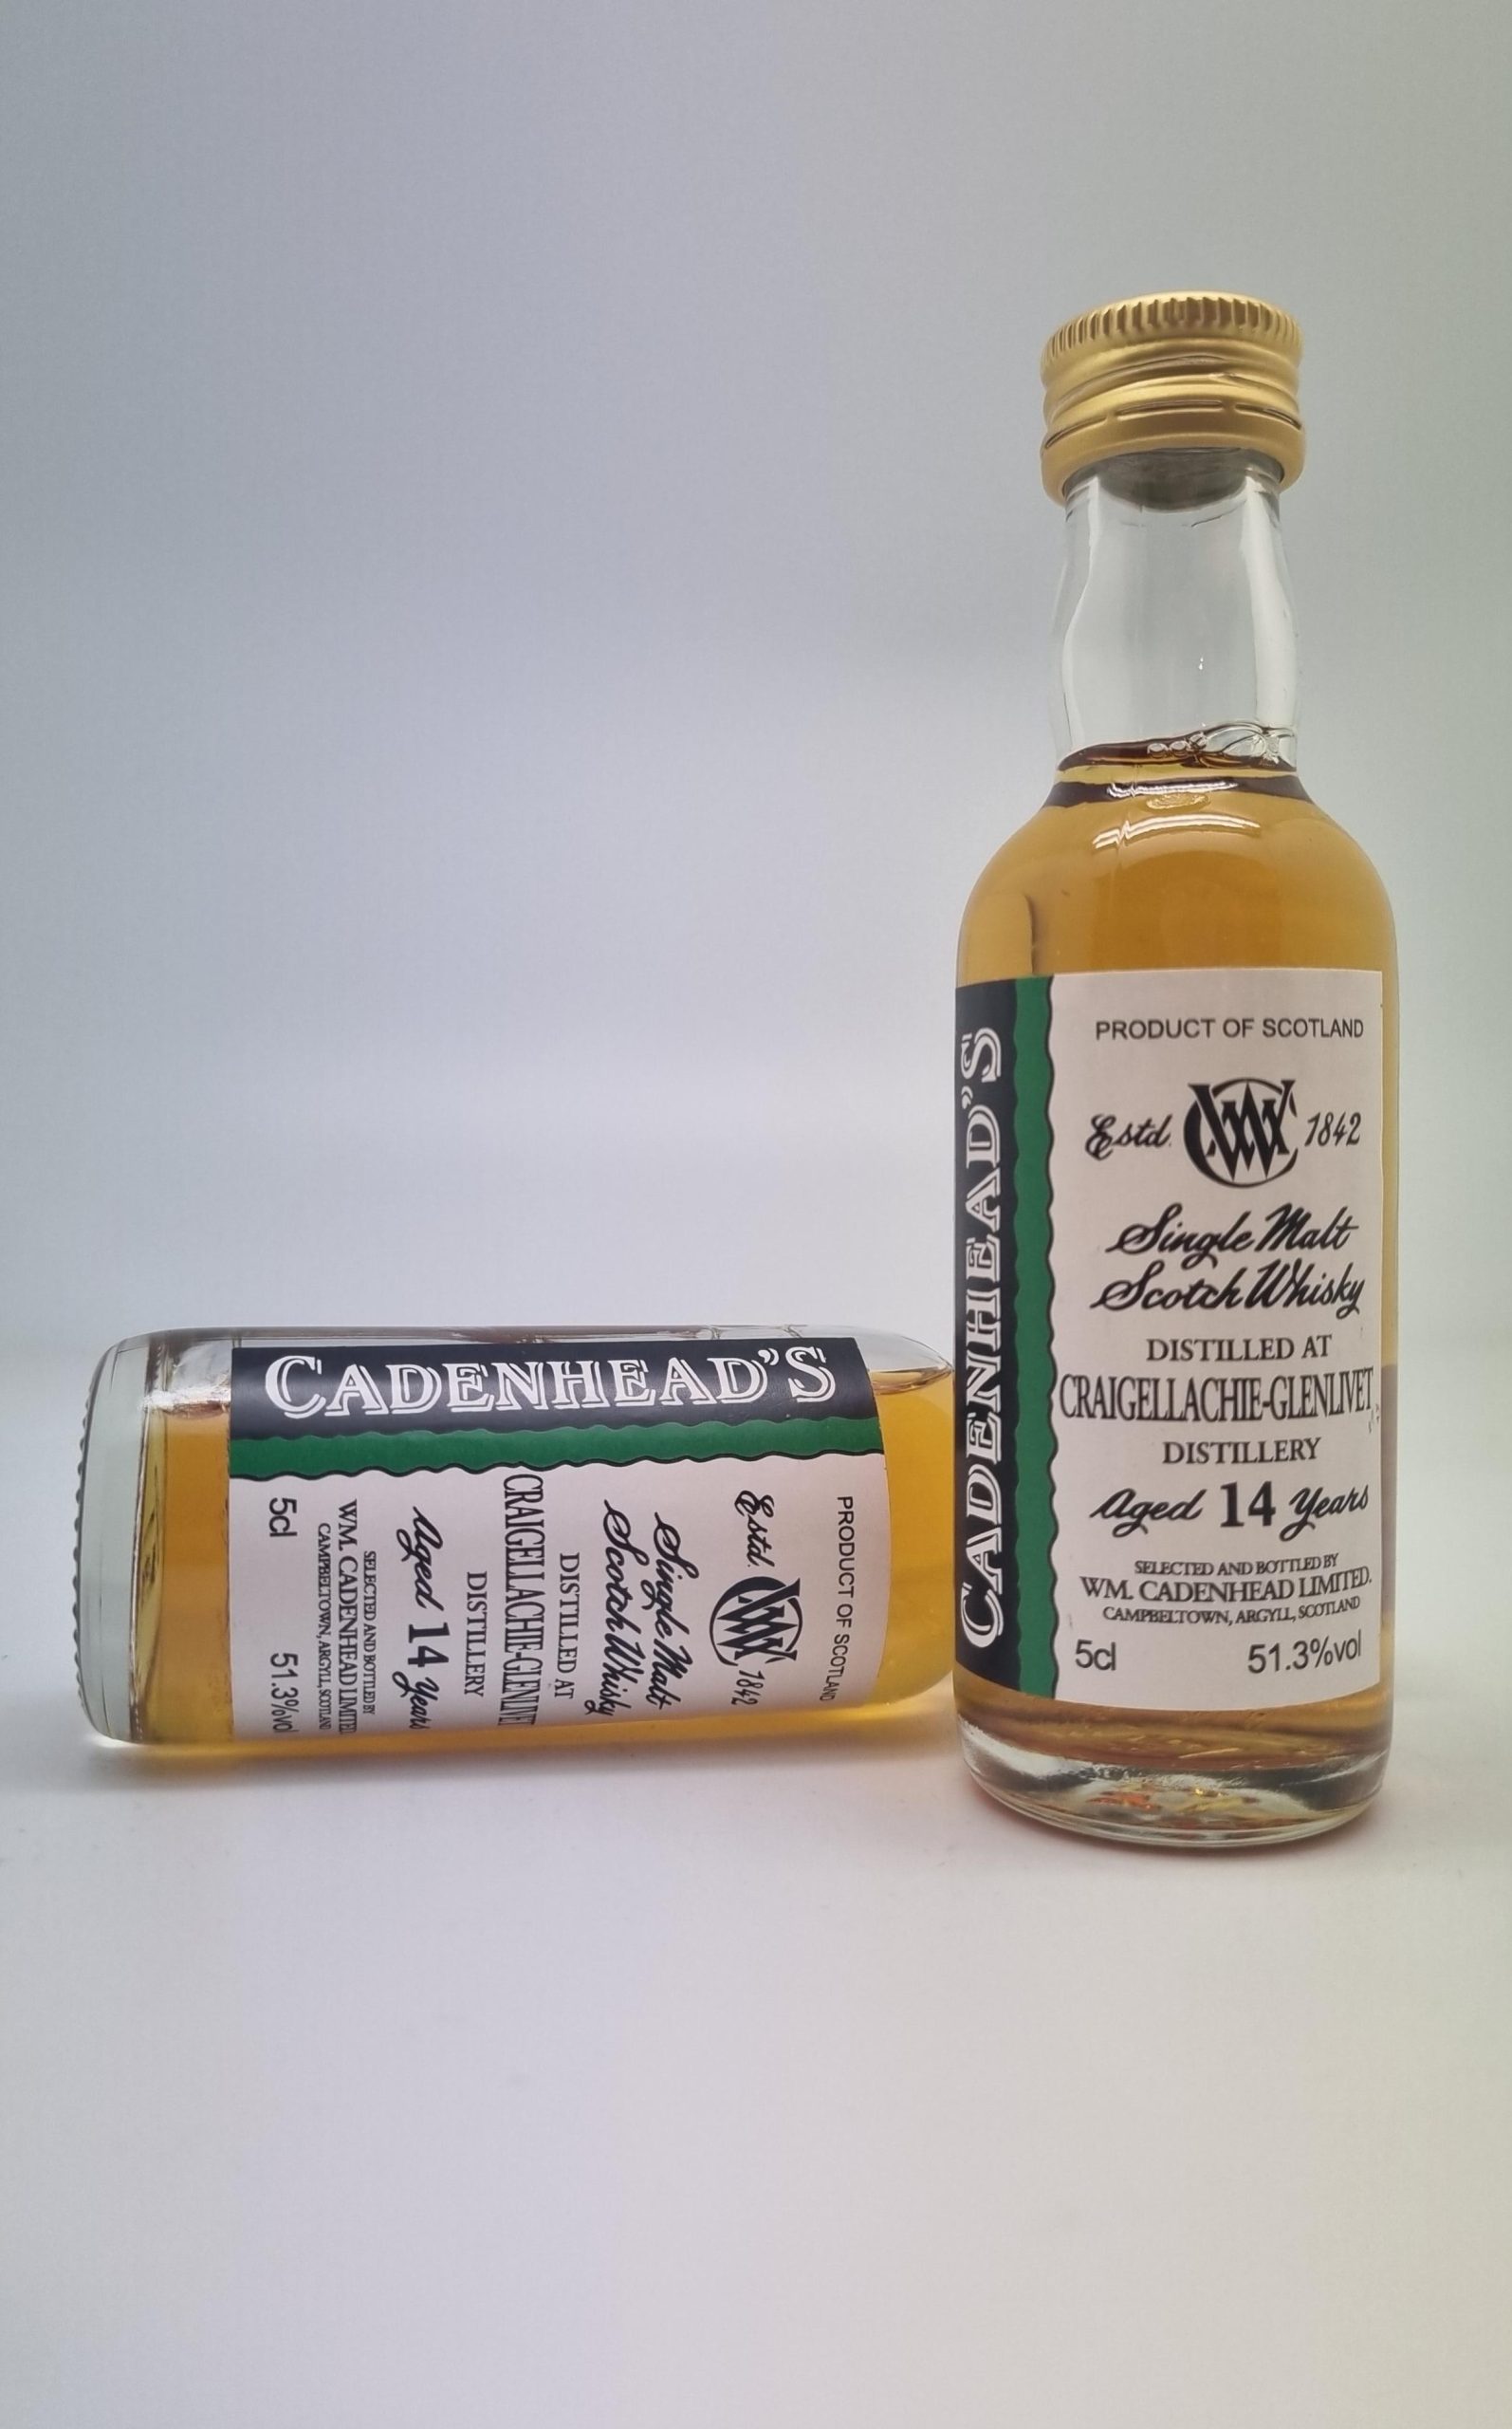 CADENHEAD'S
PRODUCT OF SCOTLAND
Estd. WC 1842
Single Malt
Scotch Whisky
DISTILLED AT
CRAIGELLACHIE-GLENLIVET
DISTILLERY
Aged 14 Years
SELECTED AND BOTTLED BY
WM. CADENHEAD LIMITED.
CAMPBELTOWN, ARGYLL, SCOTLAND
5cl 51.3%vol
CADENHEAD'S
PRODUCT OF SCOTLAND
Estd. WC 1842
Single Malt
Scotch Whisky
DISTILLED AT
CRAIGELLACHIE-GLENLIVET
DISTILLERY
Aged 14 Years
SELECTED AND BOTTLED BY
WM. CADENHEAD LIMITED
CAMPBELTOWN, ARGYLL, SCOTLAND
5cl 51.3%vol